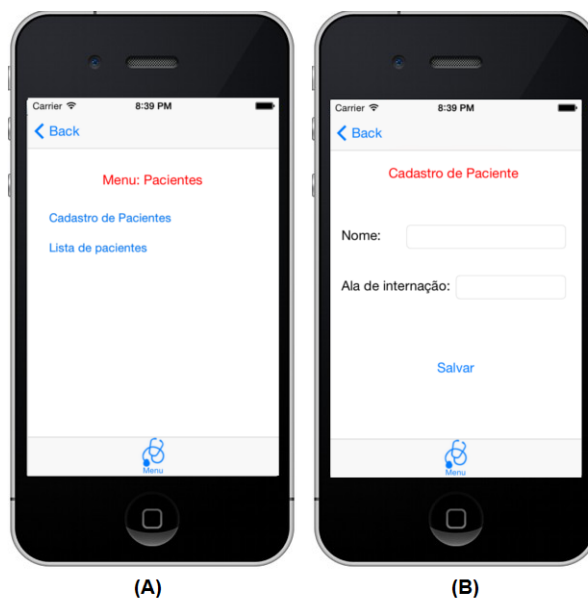 Carrier 8:39 PM
Back
Menu: Pacientes
Cadastro de Pacientes
Lista de pacientes
Menu
(A)
Carrier 8:39 PM
Back
Cadastro de Paciente
Nome:
Ala de internação:
Salvar
Menu
(B)